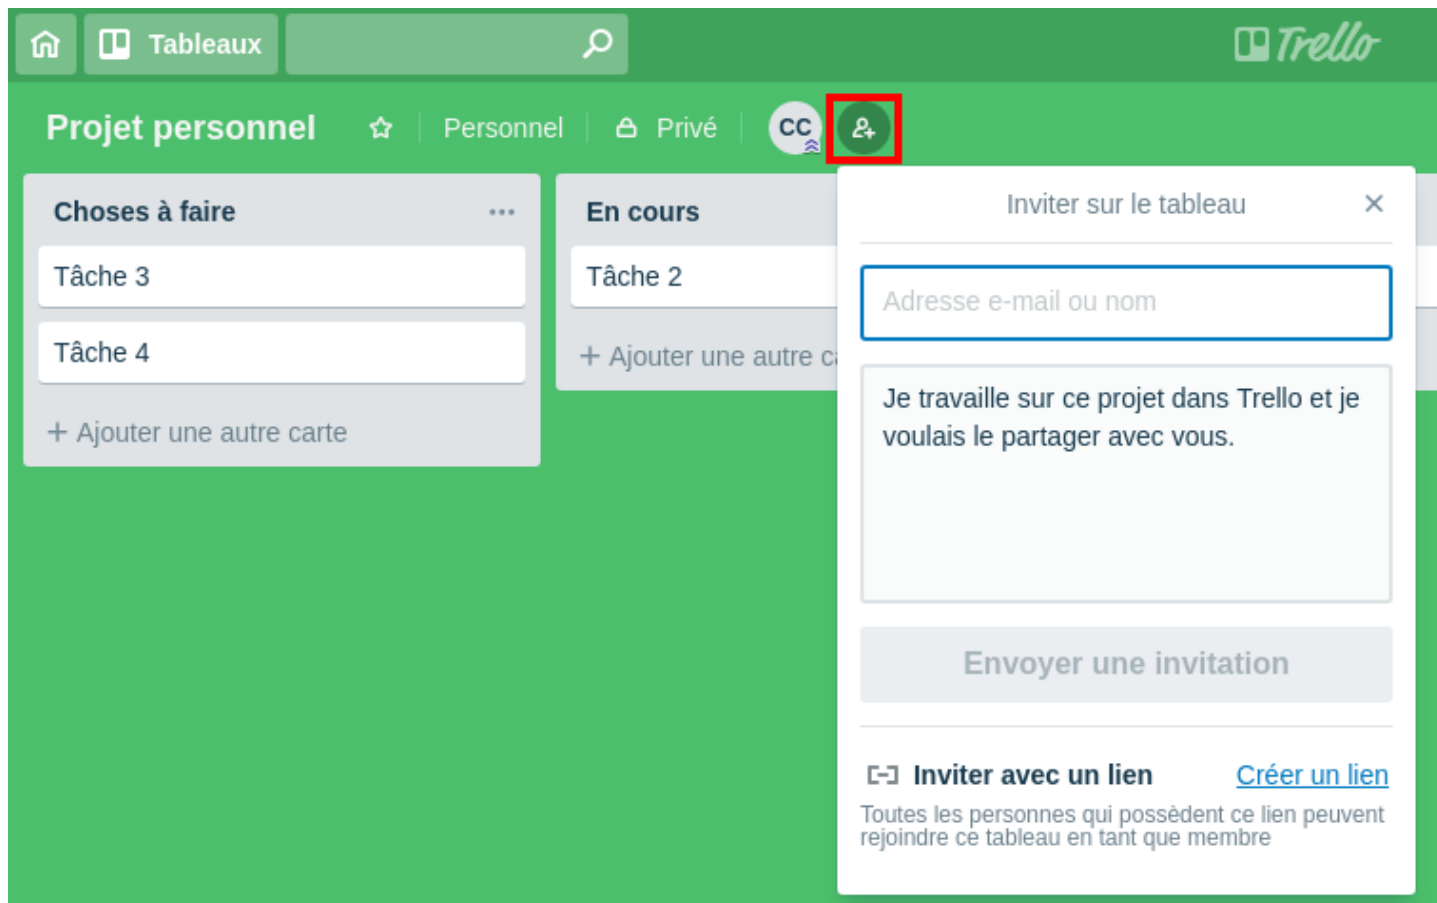 Tableaux
Trello
Projet personnel
Personnel
Privé
CC
Choses à faire
Tâche 3
Tâche 4
+ Ajouter une autre carte
En cours
Tâche 2
+ Ajouter une autre c
Inviter sur le tableau
Adresse e-mail ou nom
Je travaille sur ce projet dans Trello et je
voulais le partager avec vous.
Envoyer une invitation
Inviter avec un lien
Créer un lien
Toutes les personnes qui possèdent ce lien peuvent
rejoindre ce tableau en tant que membre